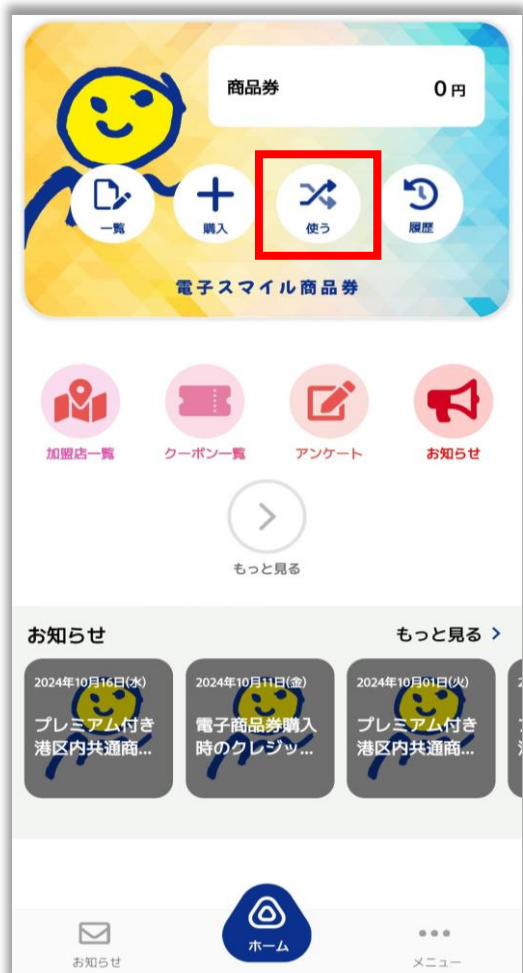 商品券 0円
一覧 購入 使う 履歴
電子スマイル商品券
加盟店一覧 クーポン一覧 アンケート お知らせ
もっと見る
お知らせ もっと見る
2024年10月16日(水)
プレミアム付き
港区内共通商...
2024年10月11日(金)
電子商品券購入
時のクレジッ...
2024年10月01日(火)
プレミアム付き
港区内共通商...
お知らせ ホーム メニュー